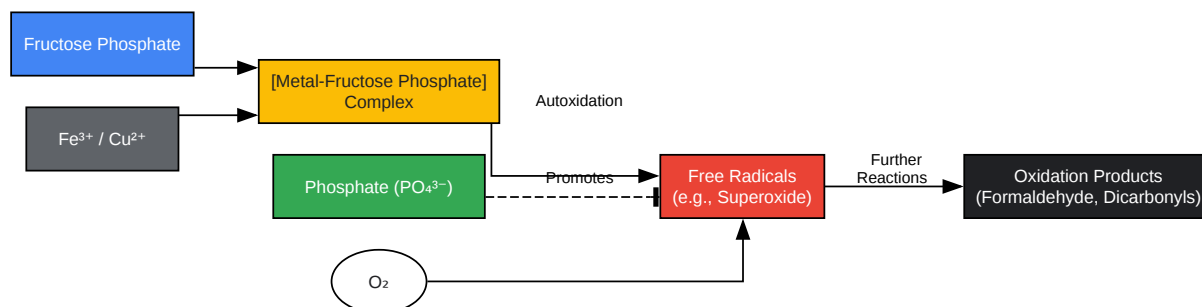 Fructose Phosphate
Fe³⁺ / Cu²⁺
[Metal-Fructose Phosphate]
Complex
Autoxidation
Phosphate (PO₄³⁻)
Promotes
Free Radicals
(e.g., Superoxide)
Further
Reactions
Oxidation Products
(Formaldehyde, Dicarbonyls)
O₂